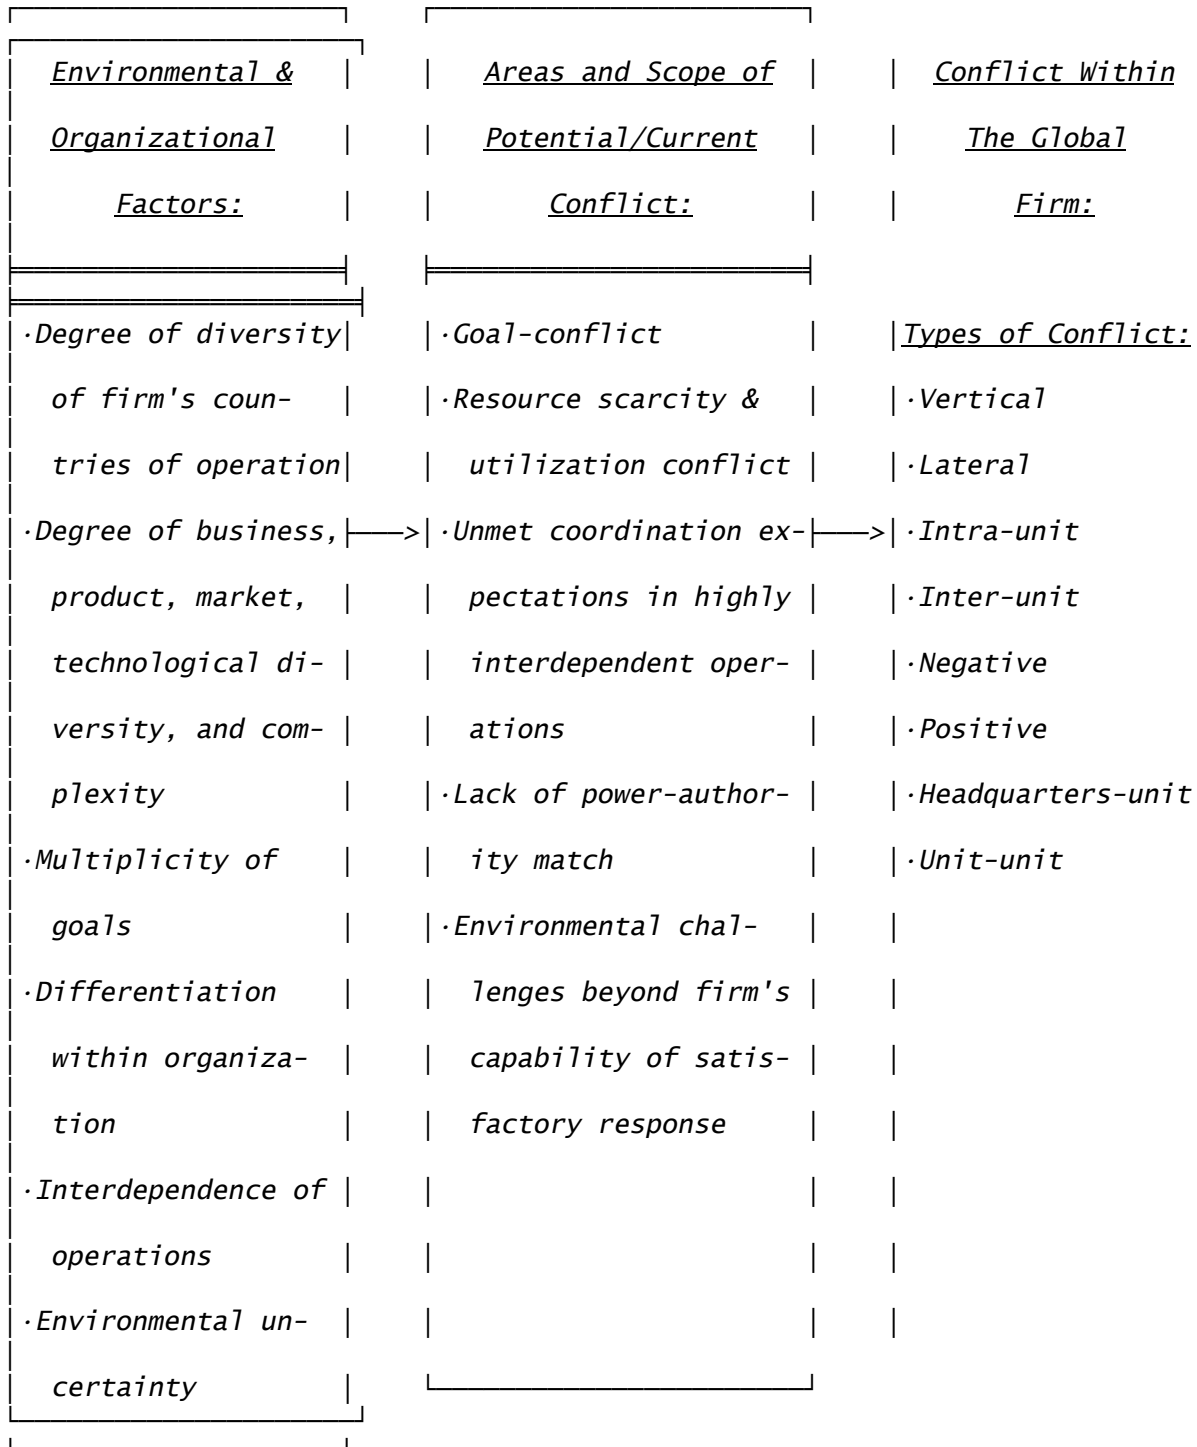 Environmental & Areas and Scope of Conflict Within
Organizational Potential/Current The Global
Factors: Conflict: Firm:
·Degree of diversity ·Goal-conflict Types of Conflict:
of firm's coun- ·Resource scarcity & ·Vertical
tries of operation utilization conflict ·Lateral
·Degree of business, ───> ·Unmet coordination ex- ───> ·Intra-unit
product, market, pectations in highly ·Inter-unit
technological di- interdependent oper- ·Negative
versity, and com- ations ·Positive
plexity ·Lack of power-author- ·Headquarters-unit
·Multiplicity of ity match ·Unit-unit
goals ·Environmental chal-
·Differentiation lenges beyond firm's
within organiza- capability of satis-
tion factory response
·Interdependence of
operations
·Environmental un-
certainty